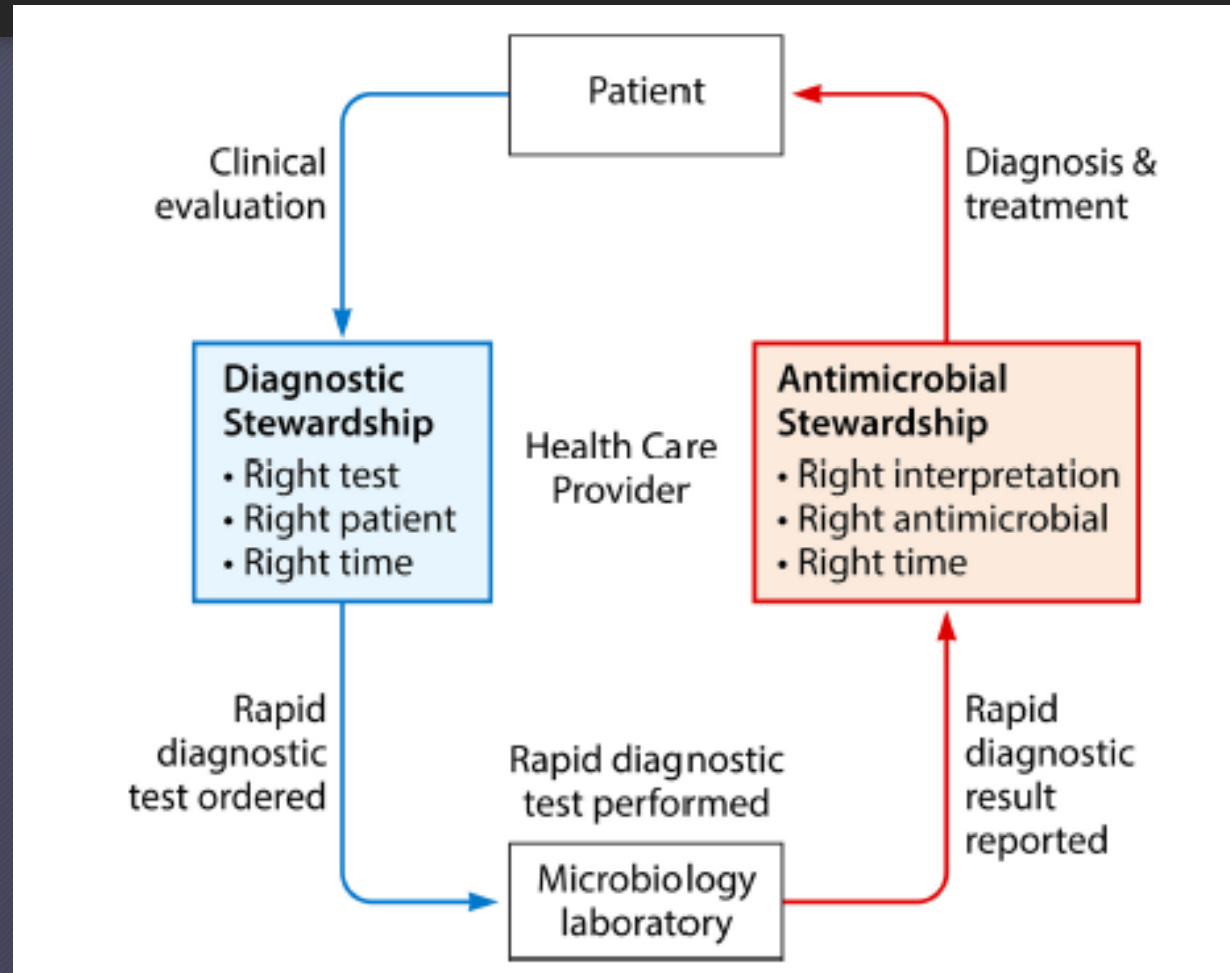 Patient
Clinical
evaluation
Diagnosis &
treatment
Diagnostic
Stewardship
• Right test
• Right patient
• Right time
Health Care
Provider
Antimicrobial
Stewardship
• Right interpretation
• Right antimicrobial
• Right time
Rapid
diagnostic
test ordered
Rapid diagnostic
test performed
Microbiology
laboratory
Rapid
diagnostic
result
reported